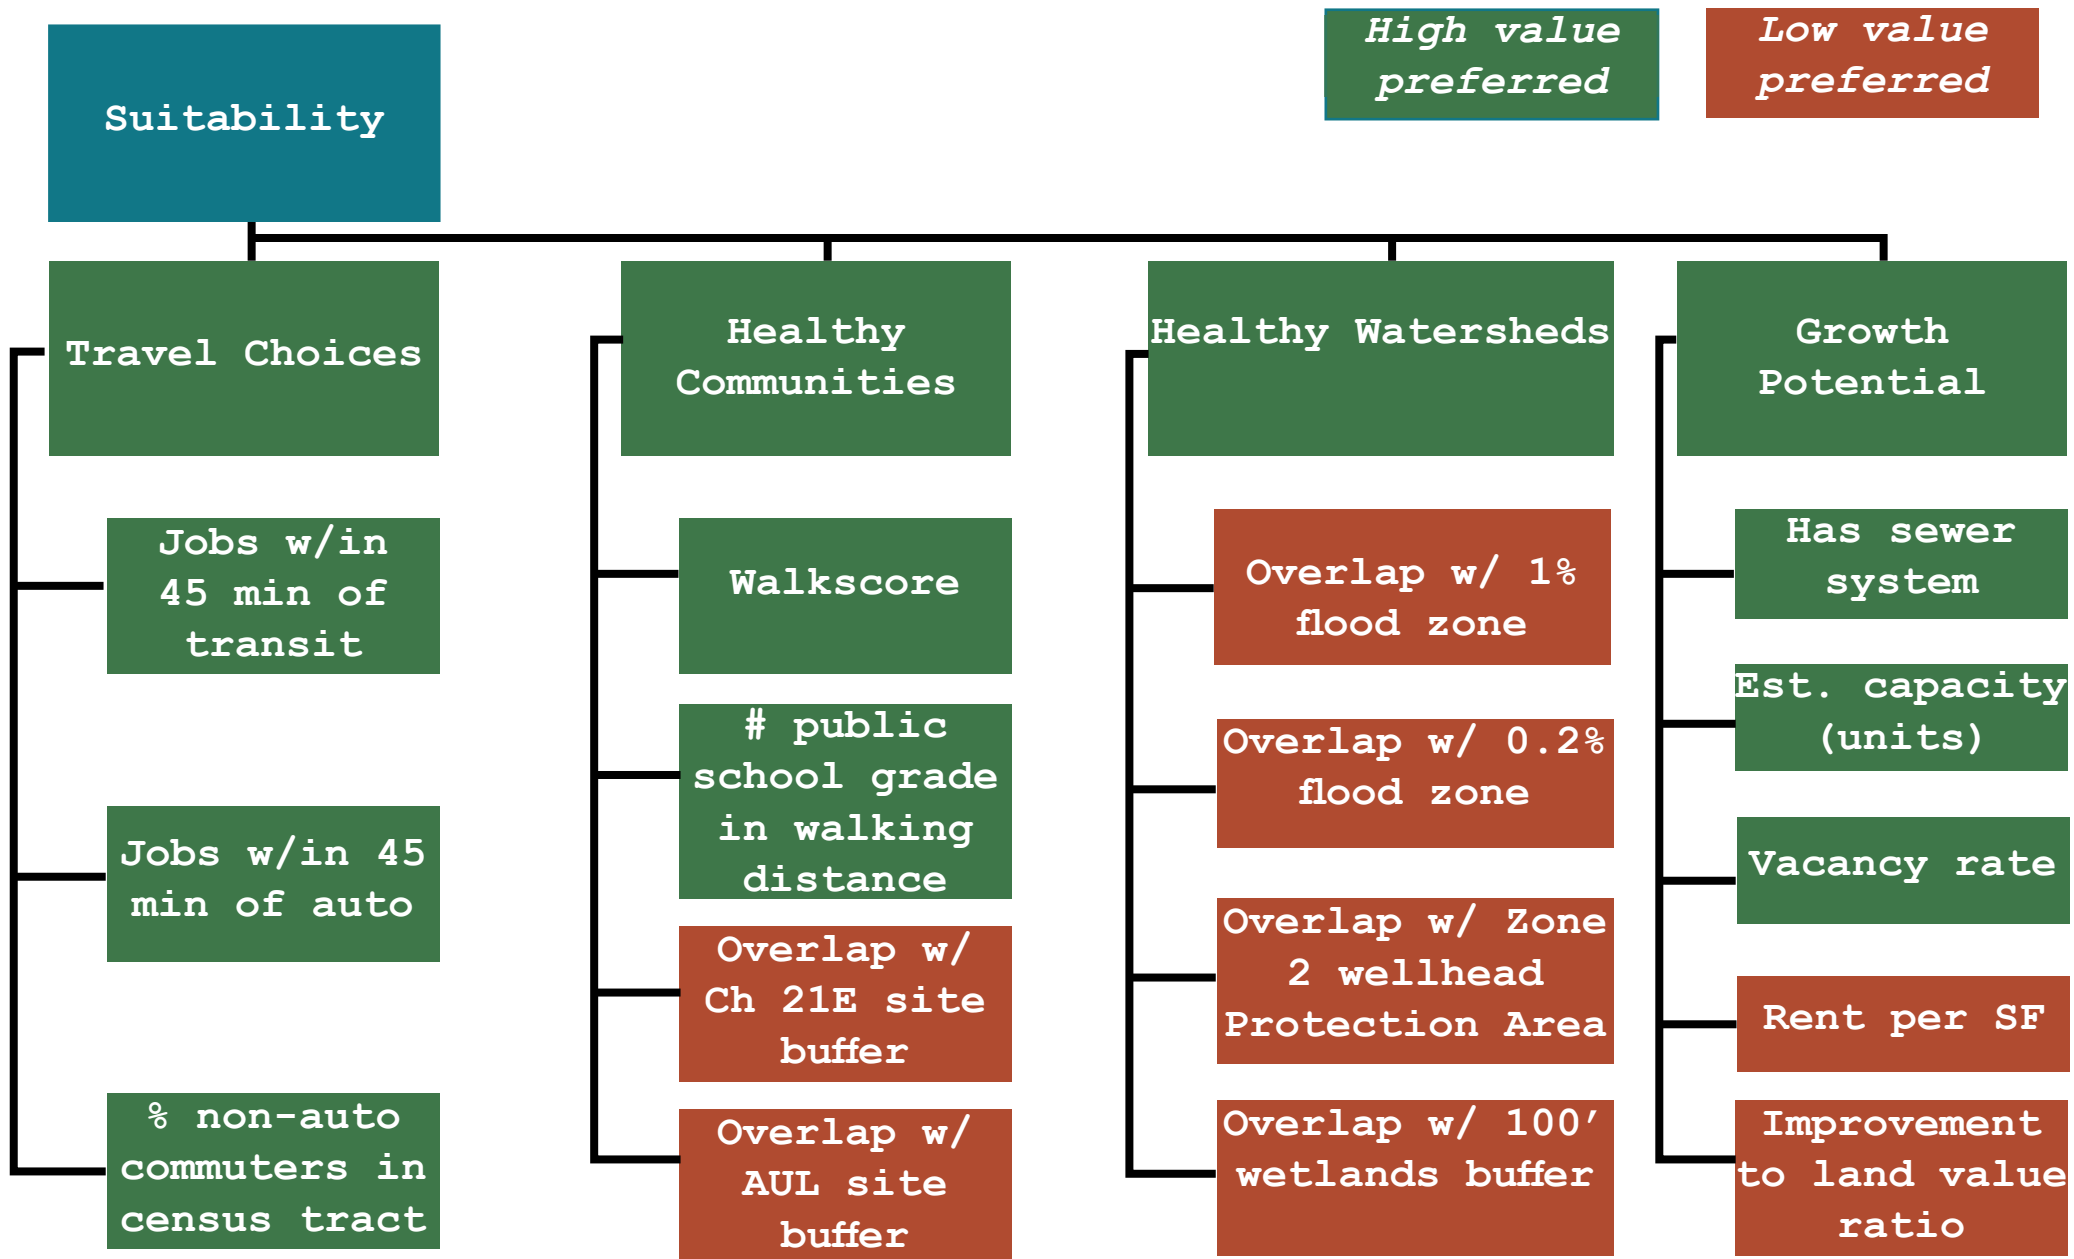 Suitability
High value
preferred
Low value
preferred
Travel Choices
Jobs w/in
45 min of
transit
Jobs w/in 45
min of auto
% non-auto
commuters in
census tract
Healthy
Communities
Walkscore
# public
school grade
in walking
distance
Overlap w/
Ch 21E site
buffer
Overlap w/
AUL site
buffer
Healthy Watersheds
Overlap w/ 1%
flood zone
Overlap w/ 0.2%
flood zone
Overlap w/ Zone
2 wellhead
Protection Area
Overlap w/ 100’
wetlands buffer
Growth
Potential
Has sewer
system
Est. capacity
(units)
Vacancy rate
Rent per SF
Improvement
to land value
ratio